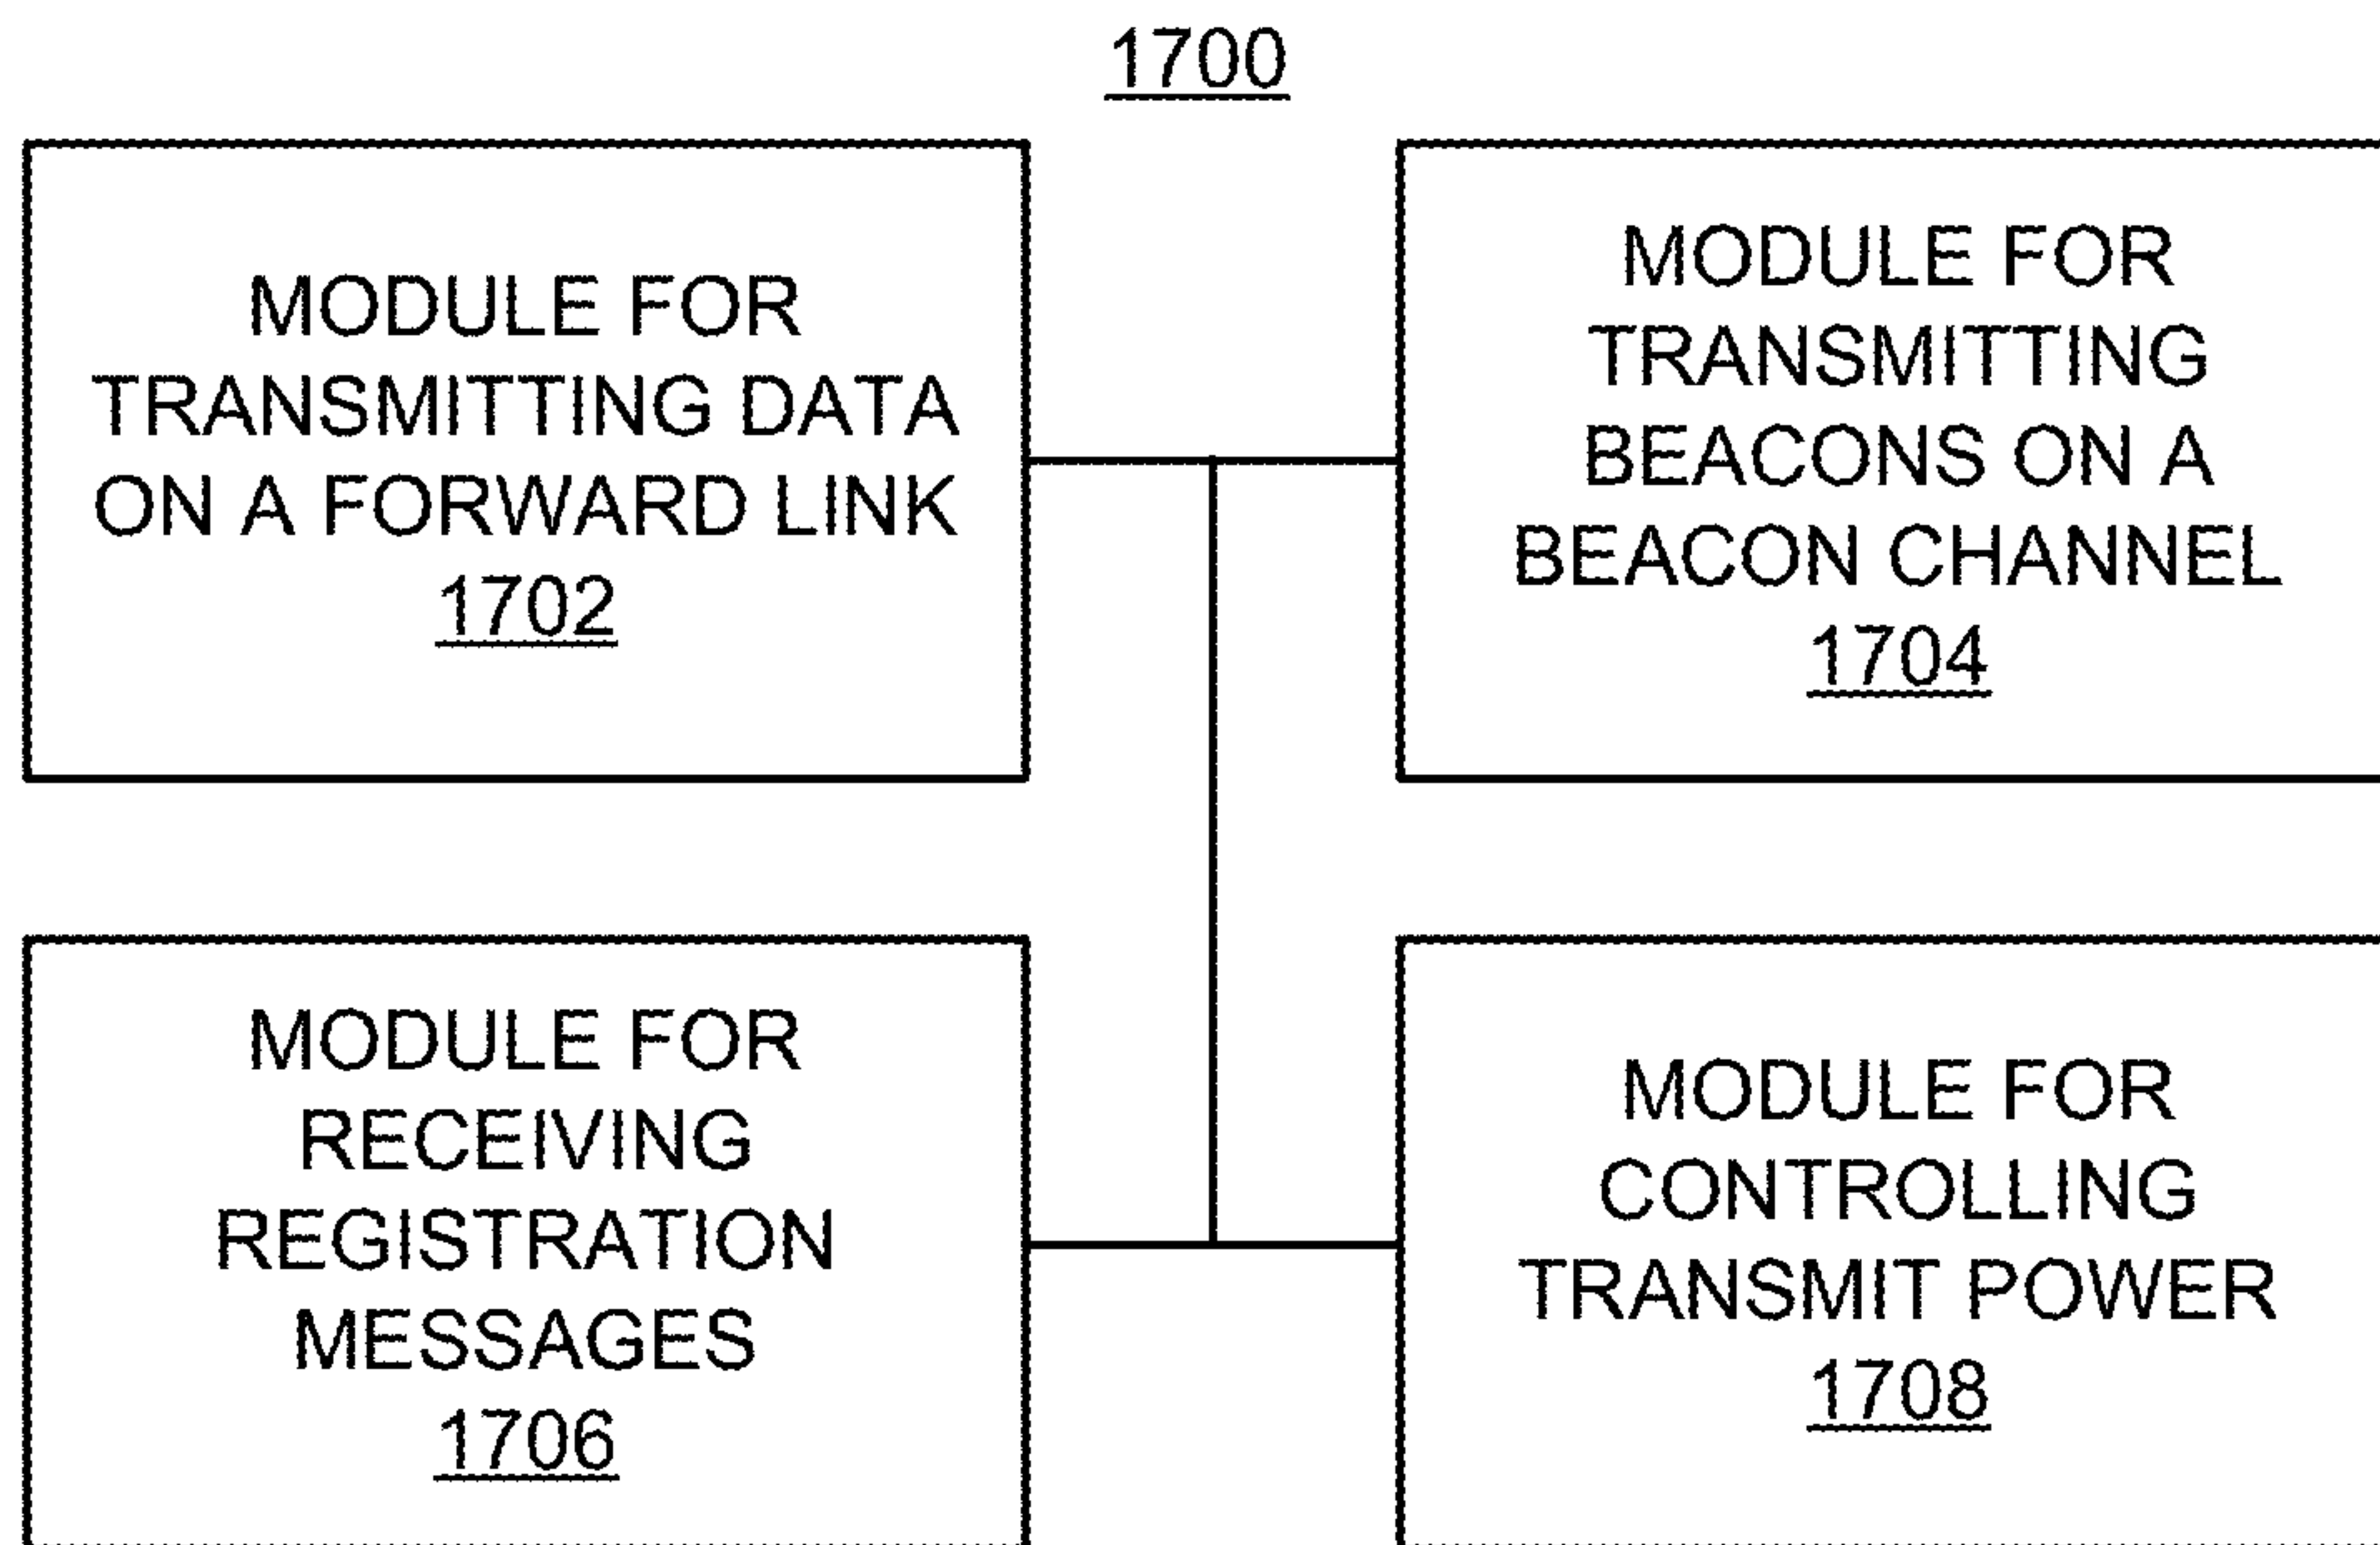 1700
MODULE FOR
TRANSMITTING DATA
ON A FORWARD LINK
1702
MODULE FOR
TRANSMITTING
BEACONS ON A
BEACON CHANNEL
1704
MODULE FOR
RECEIVING
REGISTRATION
MESSAGES
1706
MODULE FOR
CONTROLLING
TRANSMIT POWER
1708